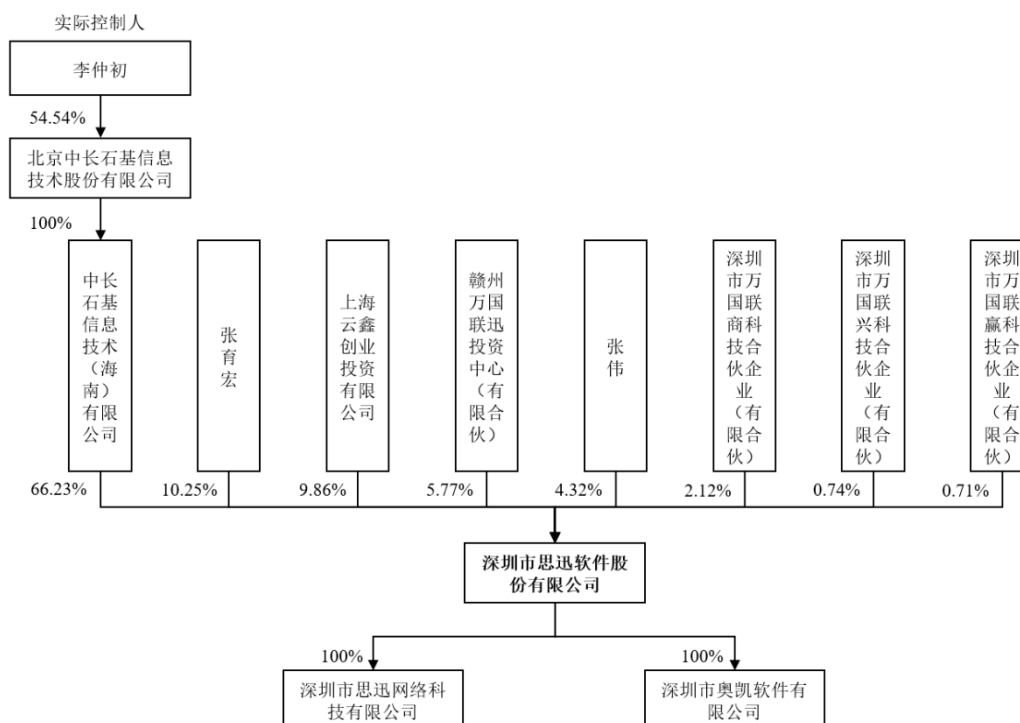 实际控制人
李仲初
54.54%
北京中长石基信息
技术股份有限公司
100%
中长
石基
信息
技术
（海
南）
有限
公司
张
育
宏
上海
云鑫
创业
投资
有限
公司
赣州
万国
联迅
投资
中心
（有
限合
伙）
张
伟
深圳
市万
国联
商科
技合
伙企
业
（有
限合
伙）
深圳
市万
国联
兴科
技合
伙企
业
（有
限合
伙）
深圳
市万
国联
赢科
技合
伙企
业
（有
限合
伙）
66.23%
10.25%
9.86%
5.77%
4.32%
2.12%
0.74%
0.71%
深圳市思迅软件股
份有限公司
100%
100%
深圳市思迅网络科
技有限公司
深圳市奥凯软件有
限公司